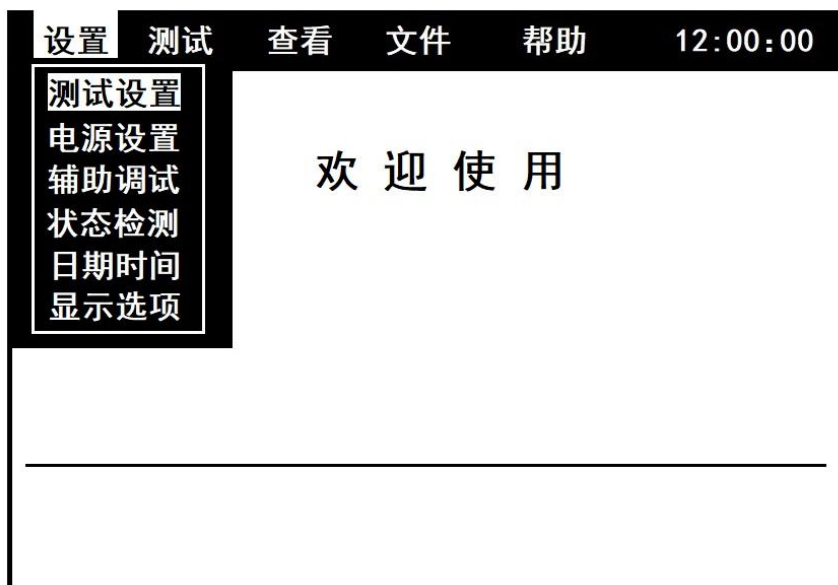 设置 测试 查看 文件 帮助 12:00:00
测试设置
电源设置
辅助调试
状态检测
日期时间
显示选项
欢迎使用